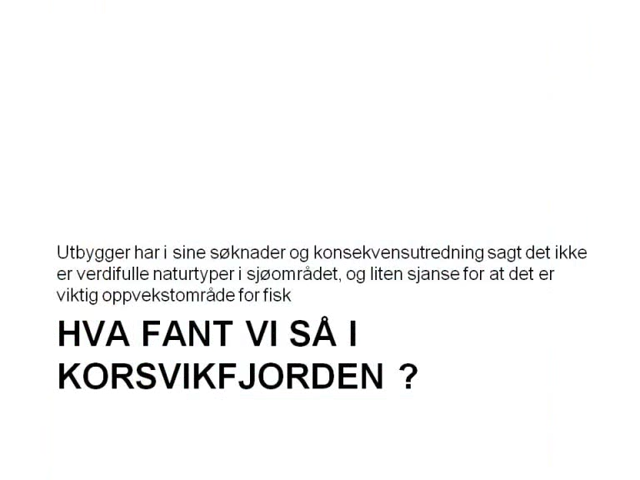 Utbygger har i sine søknader og konsekvensutredning sagt det ikke
er verdifulle naturtyper i sjøområdet, og liten sjanse for at det er
viktig oppvekstområde for fisk
HVA FANT VI SÅ I
KORSVIKFJORDEN ?